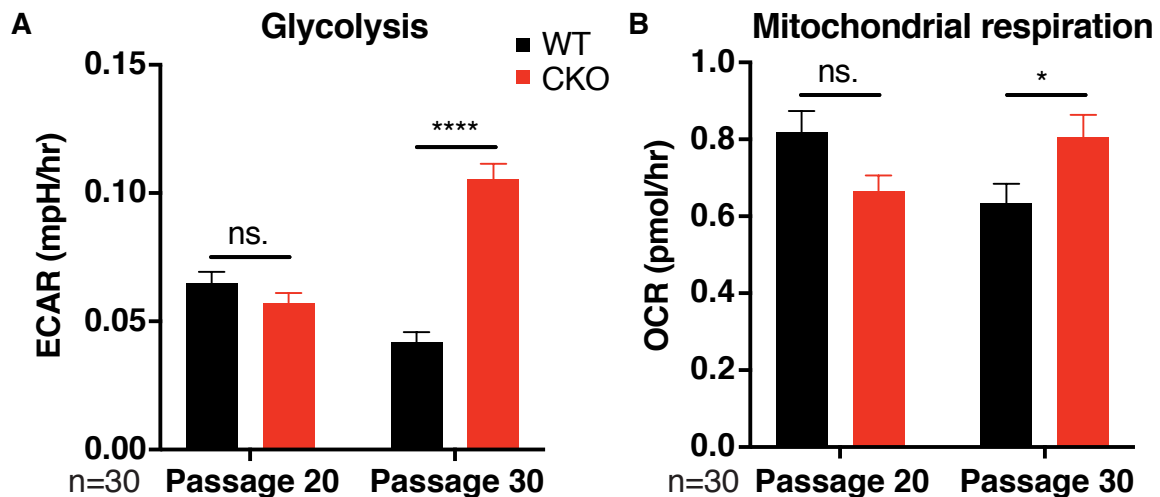 A
Glycolysis
WT
CKO
ECAR (mpH/hr)
0.15
0.10
0.05
0.00
ns.
****
n=30
Passage 20
Passage 30
B
Mitochondrial respiration
OCR (pmol/hr)
1.0
0.8
0.6
0.4
0.2
0.0
ns.
*
n=30
Passage 20
Passage 30